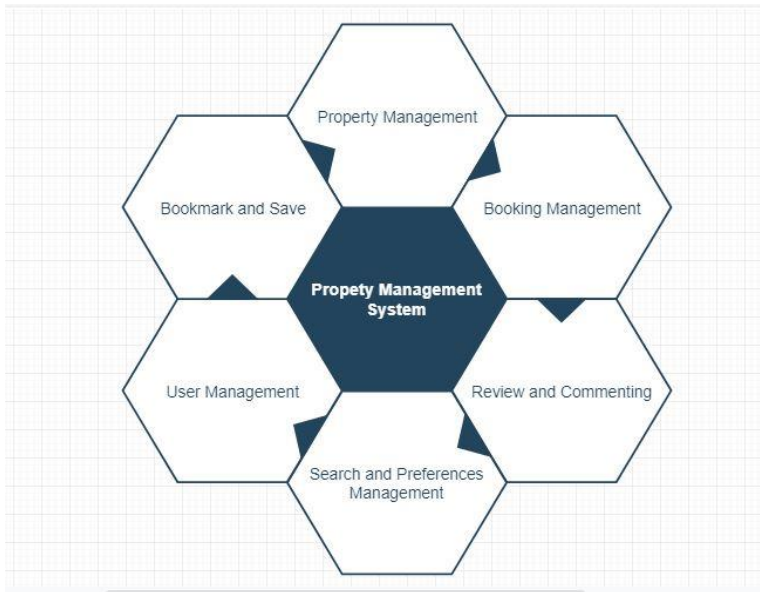 Property Management
Bookmark and Save
Booking Management
Propety Management
System
User Management
Review and Commenting
Search and Preferences
Management